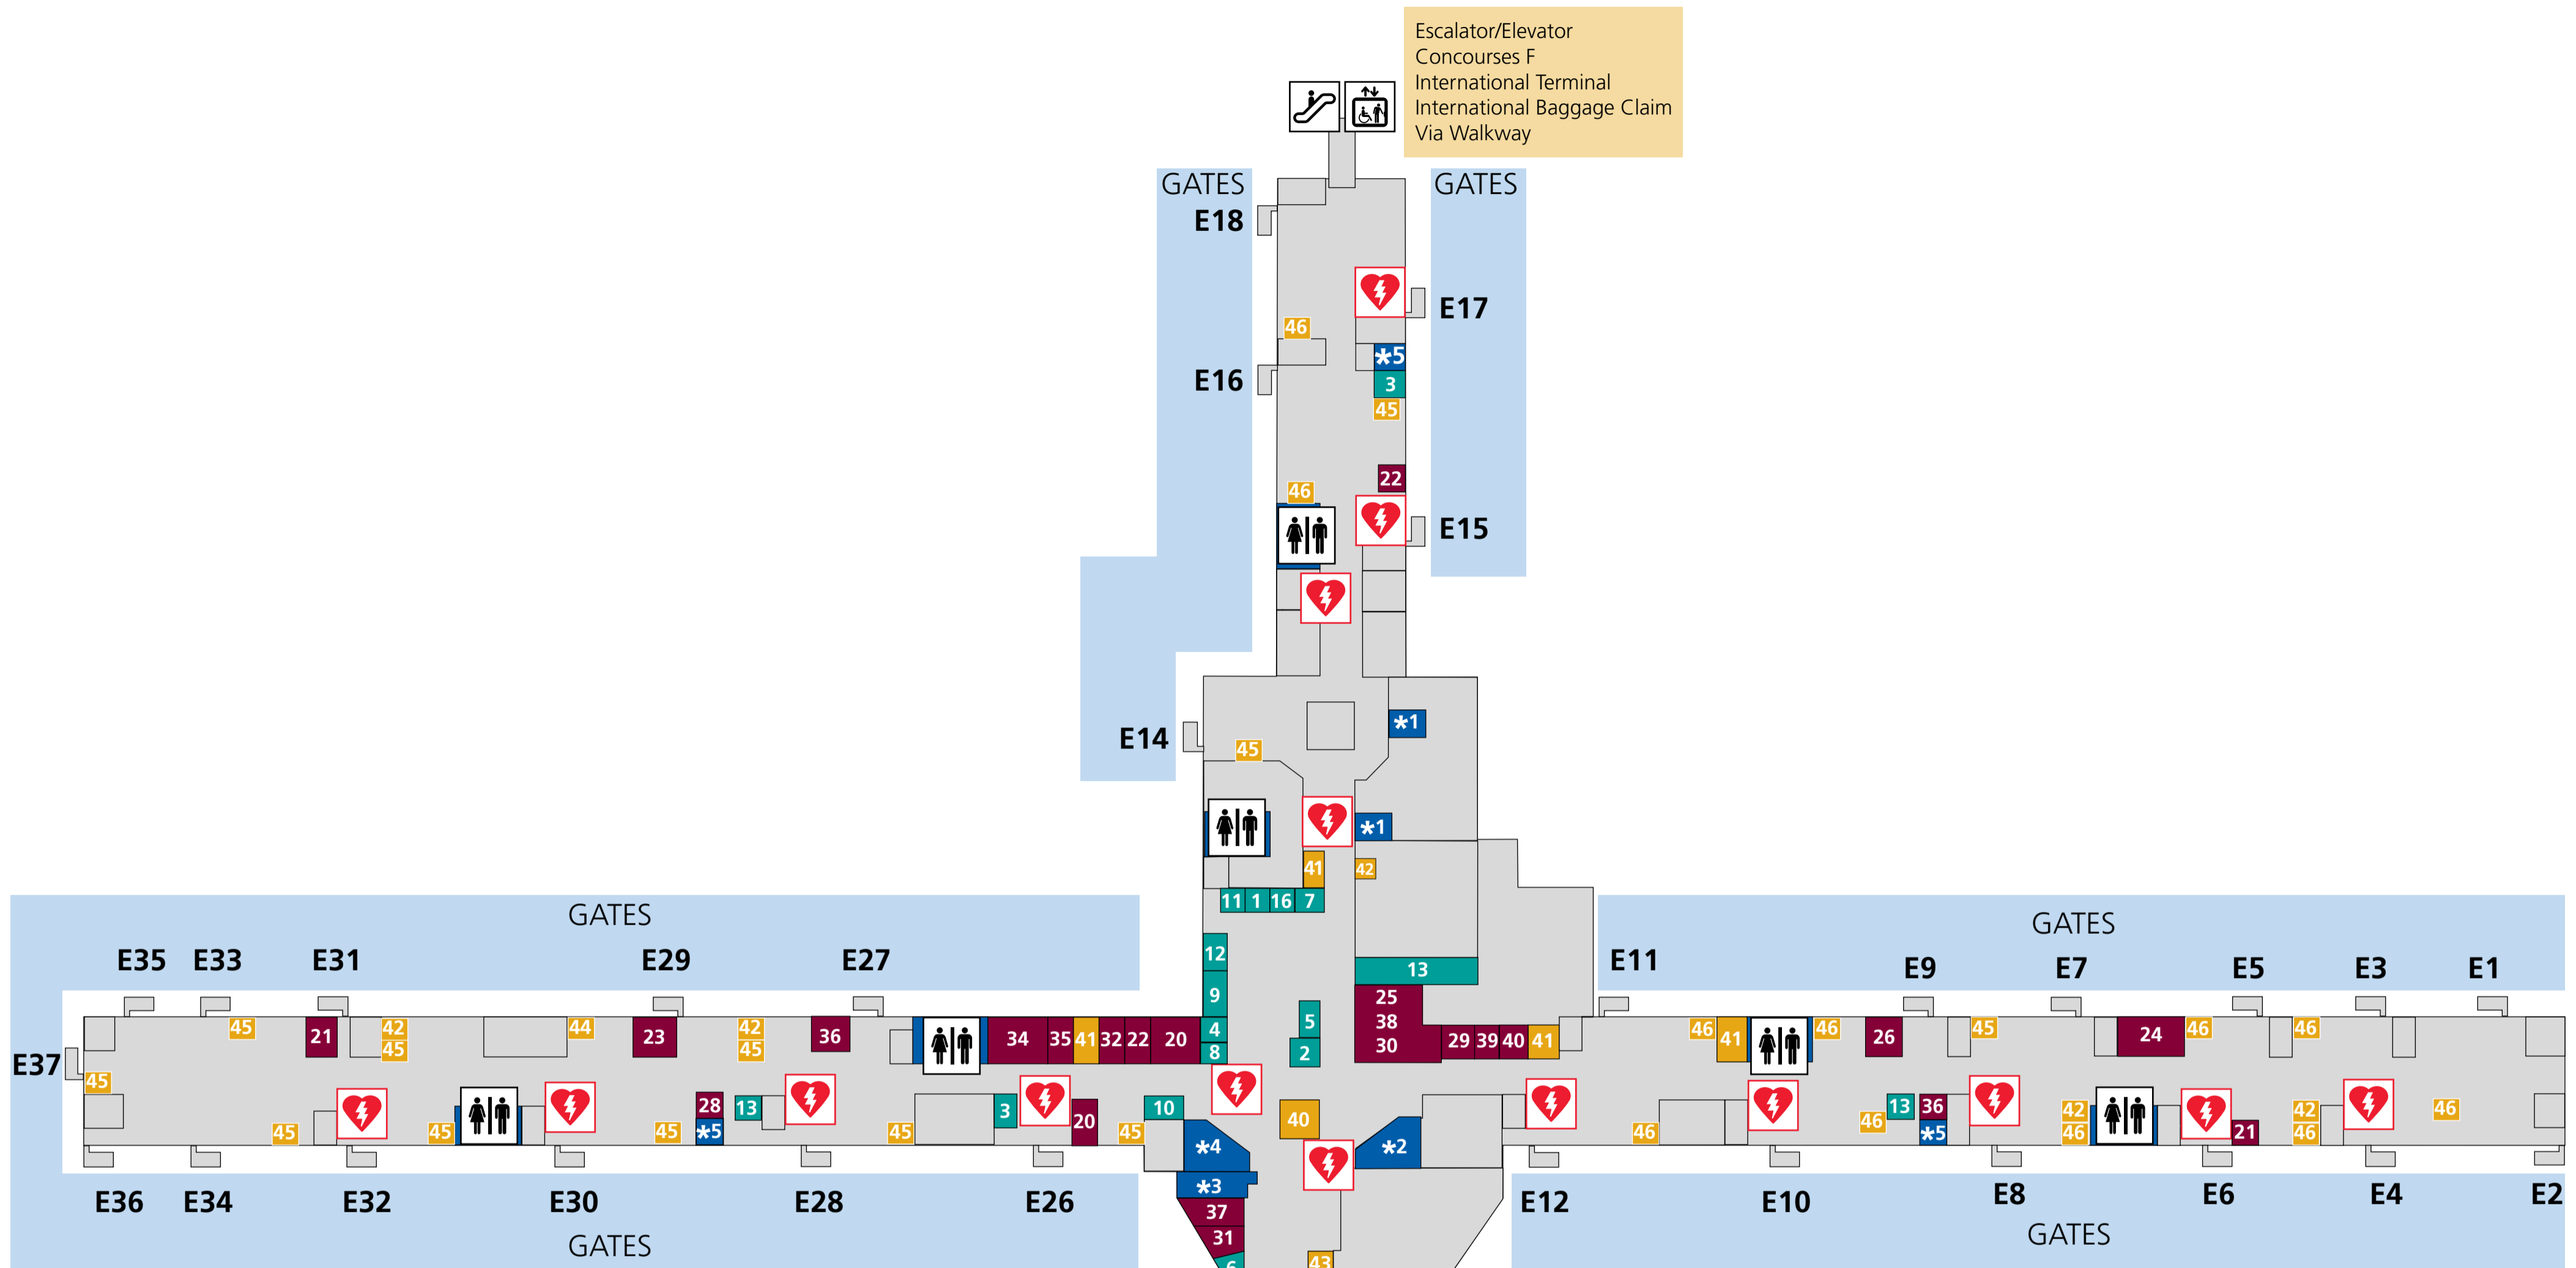 Escalator/Elevator
Concourses F
International Terminal
International Baggage Claim
Via Walkway
GATES
GATES
E18
E17
46
*5
E16
3
45
22
46
E15
*1
E14
45
*1
41
42
11 1 16 7
12
13
9
25
5
38
4
30
2
8
29 39 40 41
GATES
E35 E33 E31 E29 E27
45 21 42 44 23 42 36 34 35 41 32 22 20
45 45
E37
45
28 13 3 20 10
45 45 45 *5 45 45
40
*4
*2
*3
37
31
6
43
E36 E34 E32 E30 E28 E26
GATES
GATES
E11 E9 E7 E5 E3 E1
46 41 46 26 45 24 46 46
13 36 42 42 46
46 46 *5 46 21 46
E12 E10 E8 E6 E4 E2
GATES